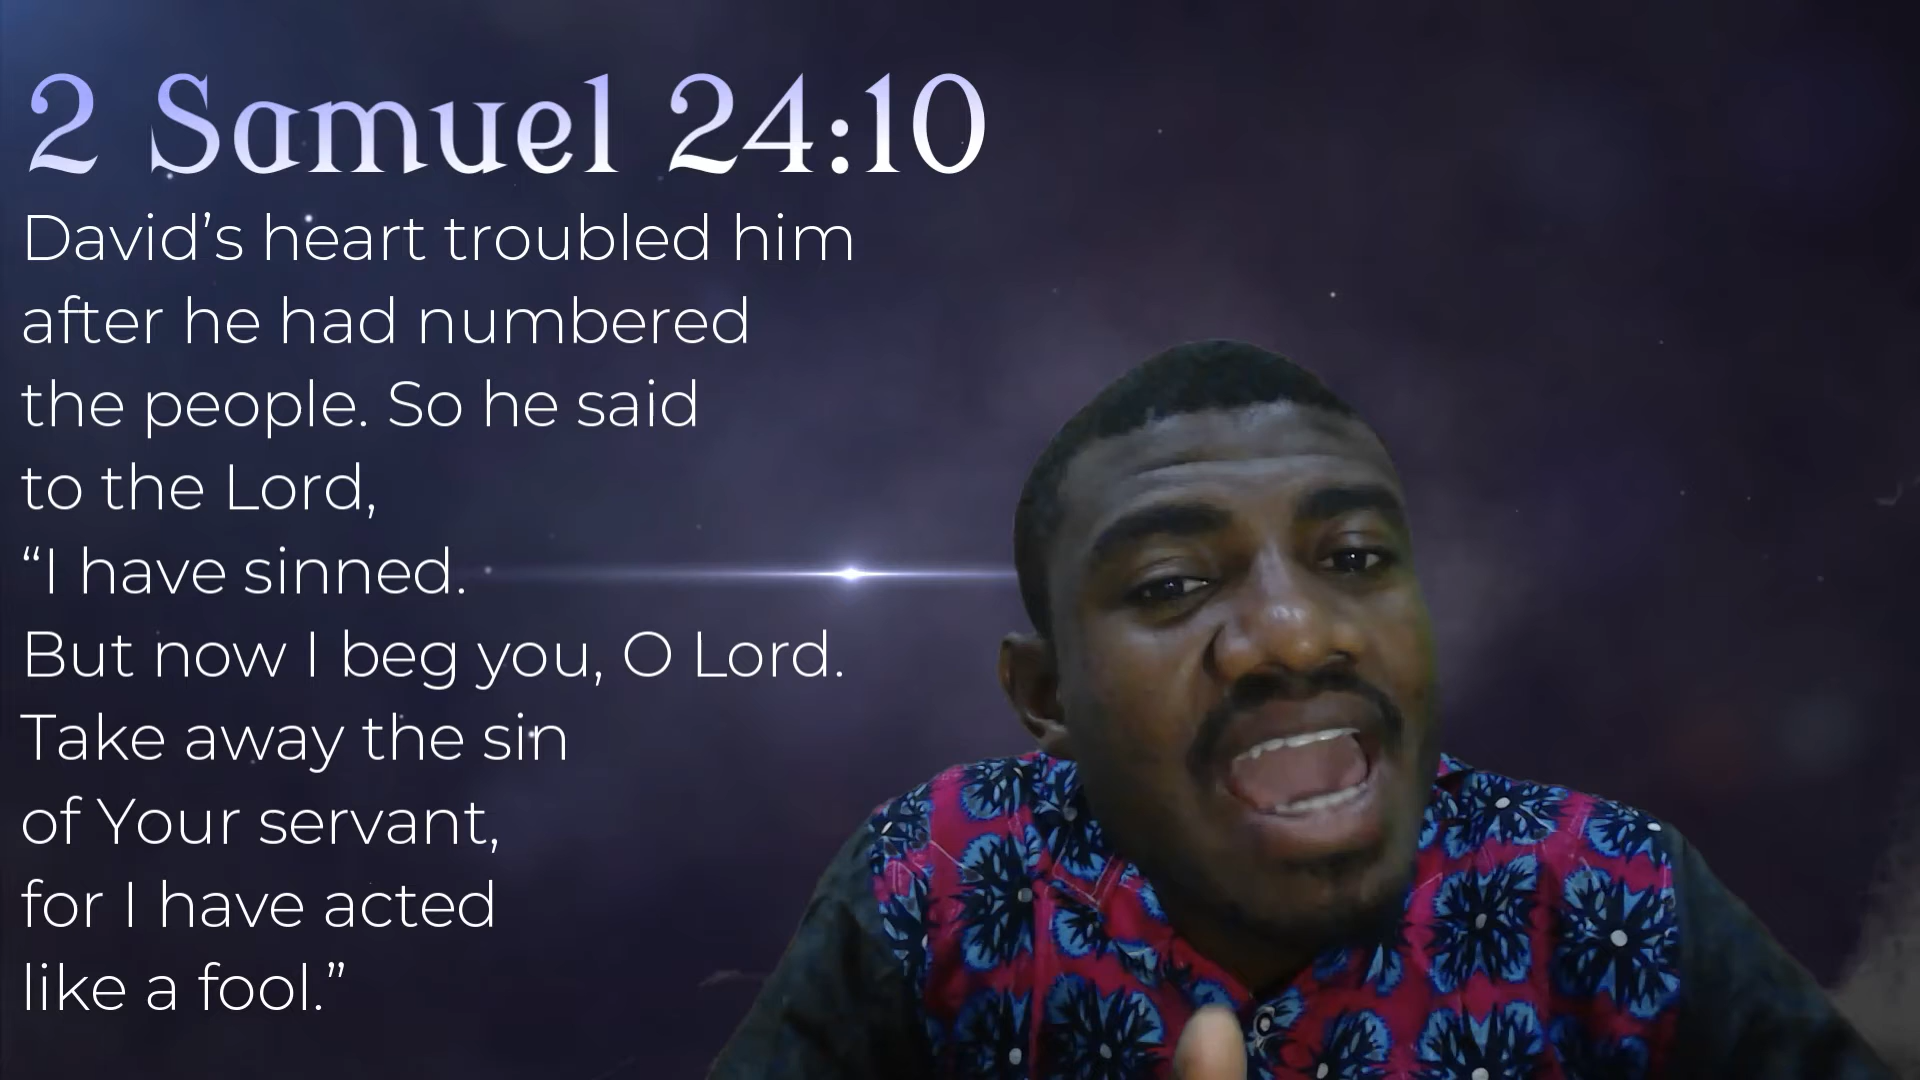 2 Samuel 24:10
David’s heart troubled him
after he had numbered
the people. So he said
to the Lord,
“I have sinned.
But now I beg you, O Lord.
Take away the sin
of Your servant,
for I have acted
like a fool.”